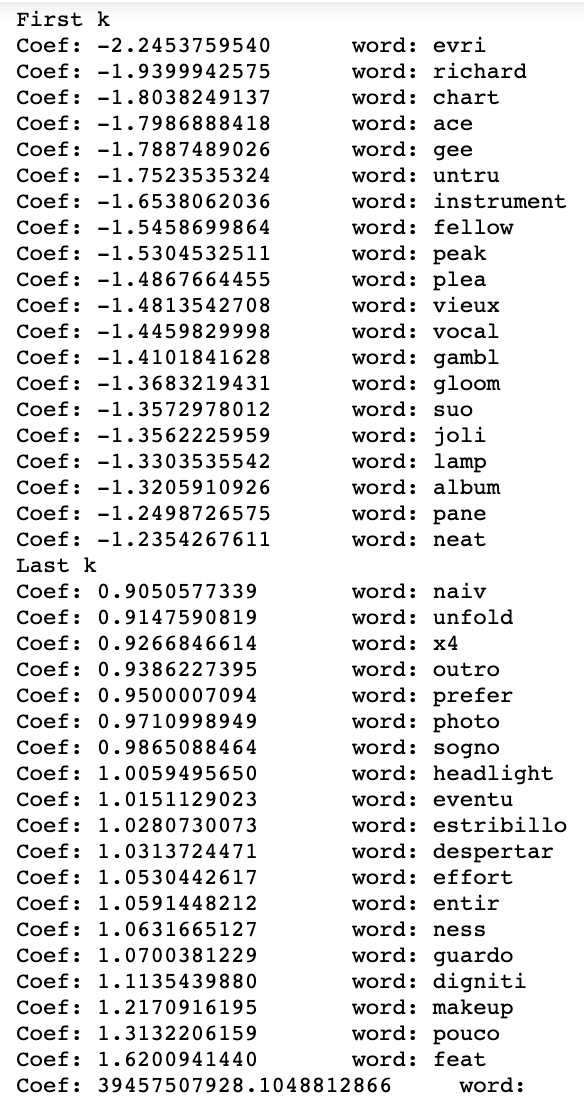 First k
Coef: -2.2453759540 word: evri
Coef: -1.9399942575 word: richard
Coef: -1.8038249137 word: chart
Coef: -1.7986888418 word: ace
Coef: -1.7887489026 word: gee
Coef: -1.7523535324 word: untru
Coef: -1.6538062036 word: instrument
Coef: -1.5458699864 word: fellow
Coef: -1.5304532511 word: peak
Coef: -1.4867664455 word: plea
Coef: -1.4813542708 word: vieux
Coef: -1.4459829998 word: vocal
Coef: -1.4101841628 word: gambl
Coef: -1.3683219431 word: gloom
Coef: -1.3572978012 word: suo
Coef: -1.3562225959 word: joli
Coef: -1.3303535542 word: lamp
Coef: -1.3205910926 word: album
Coef: -1.2498726575 word: pane
Coef: -1.2354267611 word: neat
Last k
Coef: 0.9050577339 word: naiv
Coef: 0.9147590819 word: unfold
Coef: 0.9266846614 word: x4
Coef: 0.9386227395 word: outro
Coef: 0.9500007094 word: prefer
Coef: 0.9710998949 word: photo
Coef: 0.9865088464 word: sogno
Coef: 1.0059495650 word: headlight
Coef: 1.0151129023 word: eventu
Coef: 1.0280730073 word: estribillo
Coef: 1.0313724471 word: despertar
Coef: 1.0530442617 word: effort
Coef: 1.0591448212 word: entir
Coef: 1.0631665127 word: ness
Coef: 1.0700381229 word: guardo
Coef: 1.1135439880 word: digniti
Coef: 1.2170916195 word: makeup
Coef: 1.3132206159 word: pouco
Coef: 1.6200941440 word: feat
Coef: 39457507928.1048812866 word: